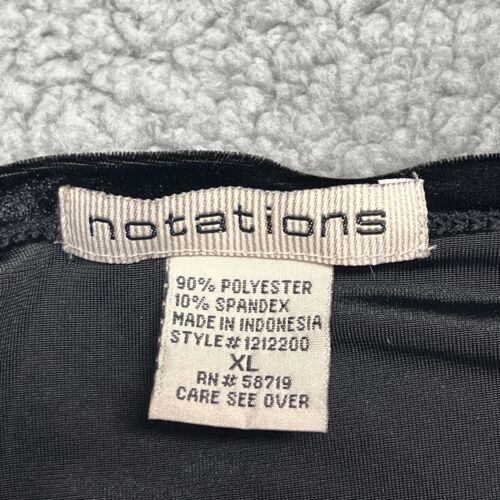 notations
90% POLYESTER
10% SPANDEX
MADE IN INDONESIA
STYLE# 1212200
XL
RN# 58719
CARE SEE OVER